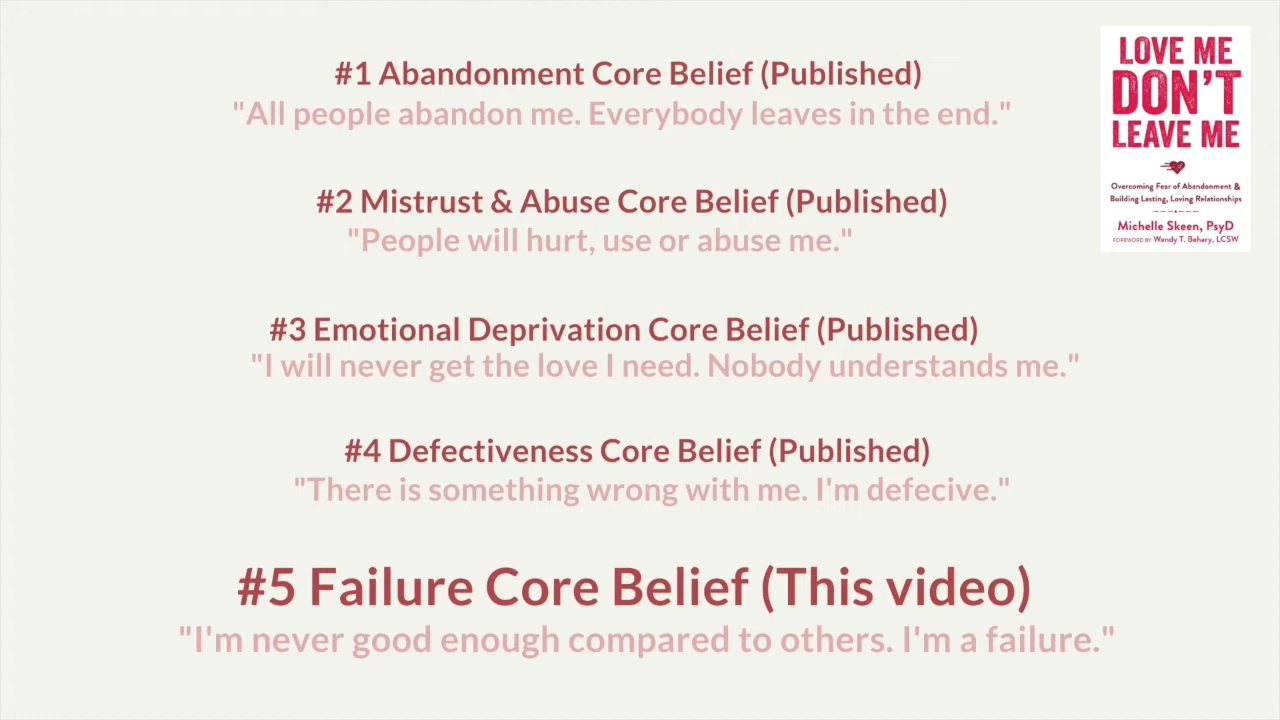 #1 Abandonment Core Belief (Published)
"All people abandon me. Everybody leaves in the end."
#2 Mistrust & Abuse Core Belief (Published)
"People will hurt, use or abuse me."
#3 Emotional Deprivation Core Belief (Published)
"I will never get the love I need. Nobody understands me."
#4 Defectiveness Core Belief (Published)
"There is something wrong with me. I'm defecive."
#5 Failure Core Belief (This video)
"I'm never good enough compared to others. I'm a failure."
LOVE ME
DON'T
LEAVE ME
Overcoming Fear of Abandonment &
Building Lasting, Loving Relationships
Michelle Skeen, PsyD
FOREWORD BY Wendy T. Behary, LCSW